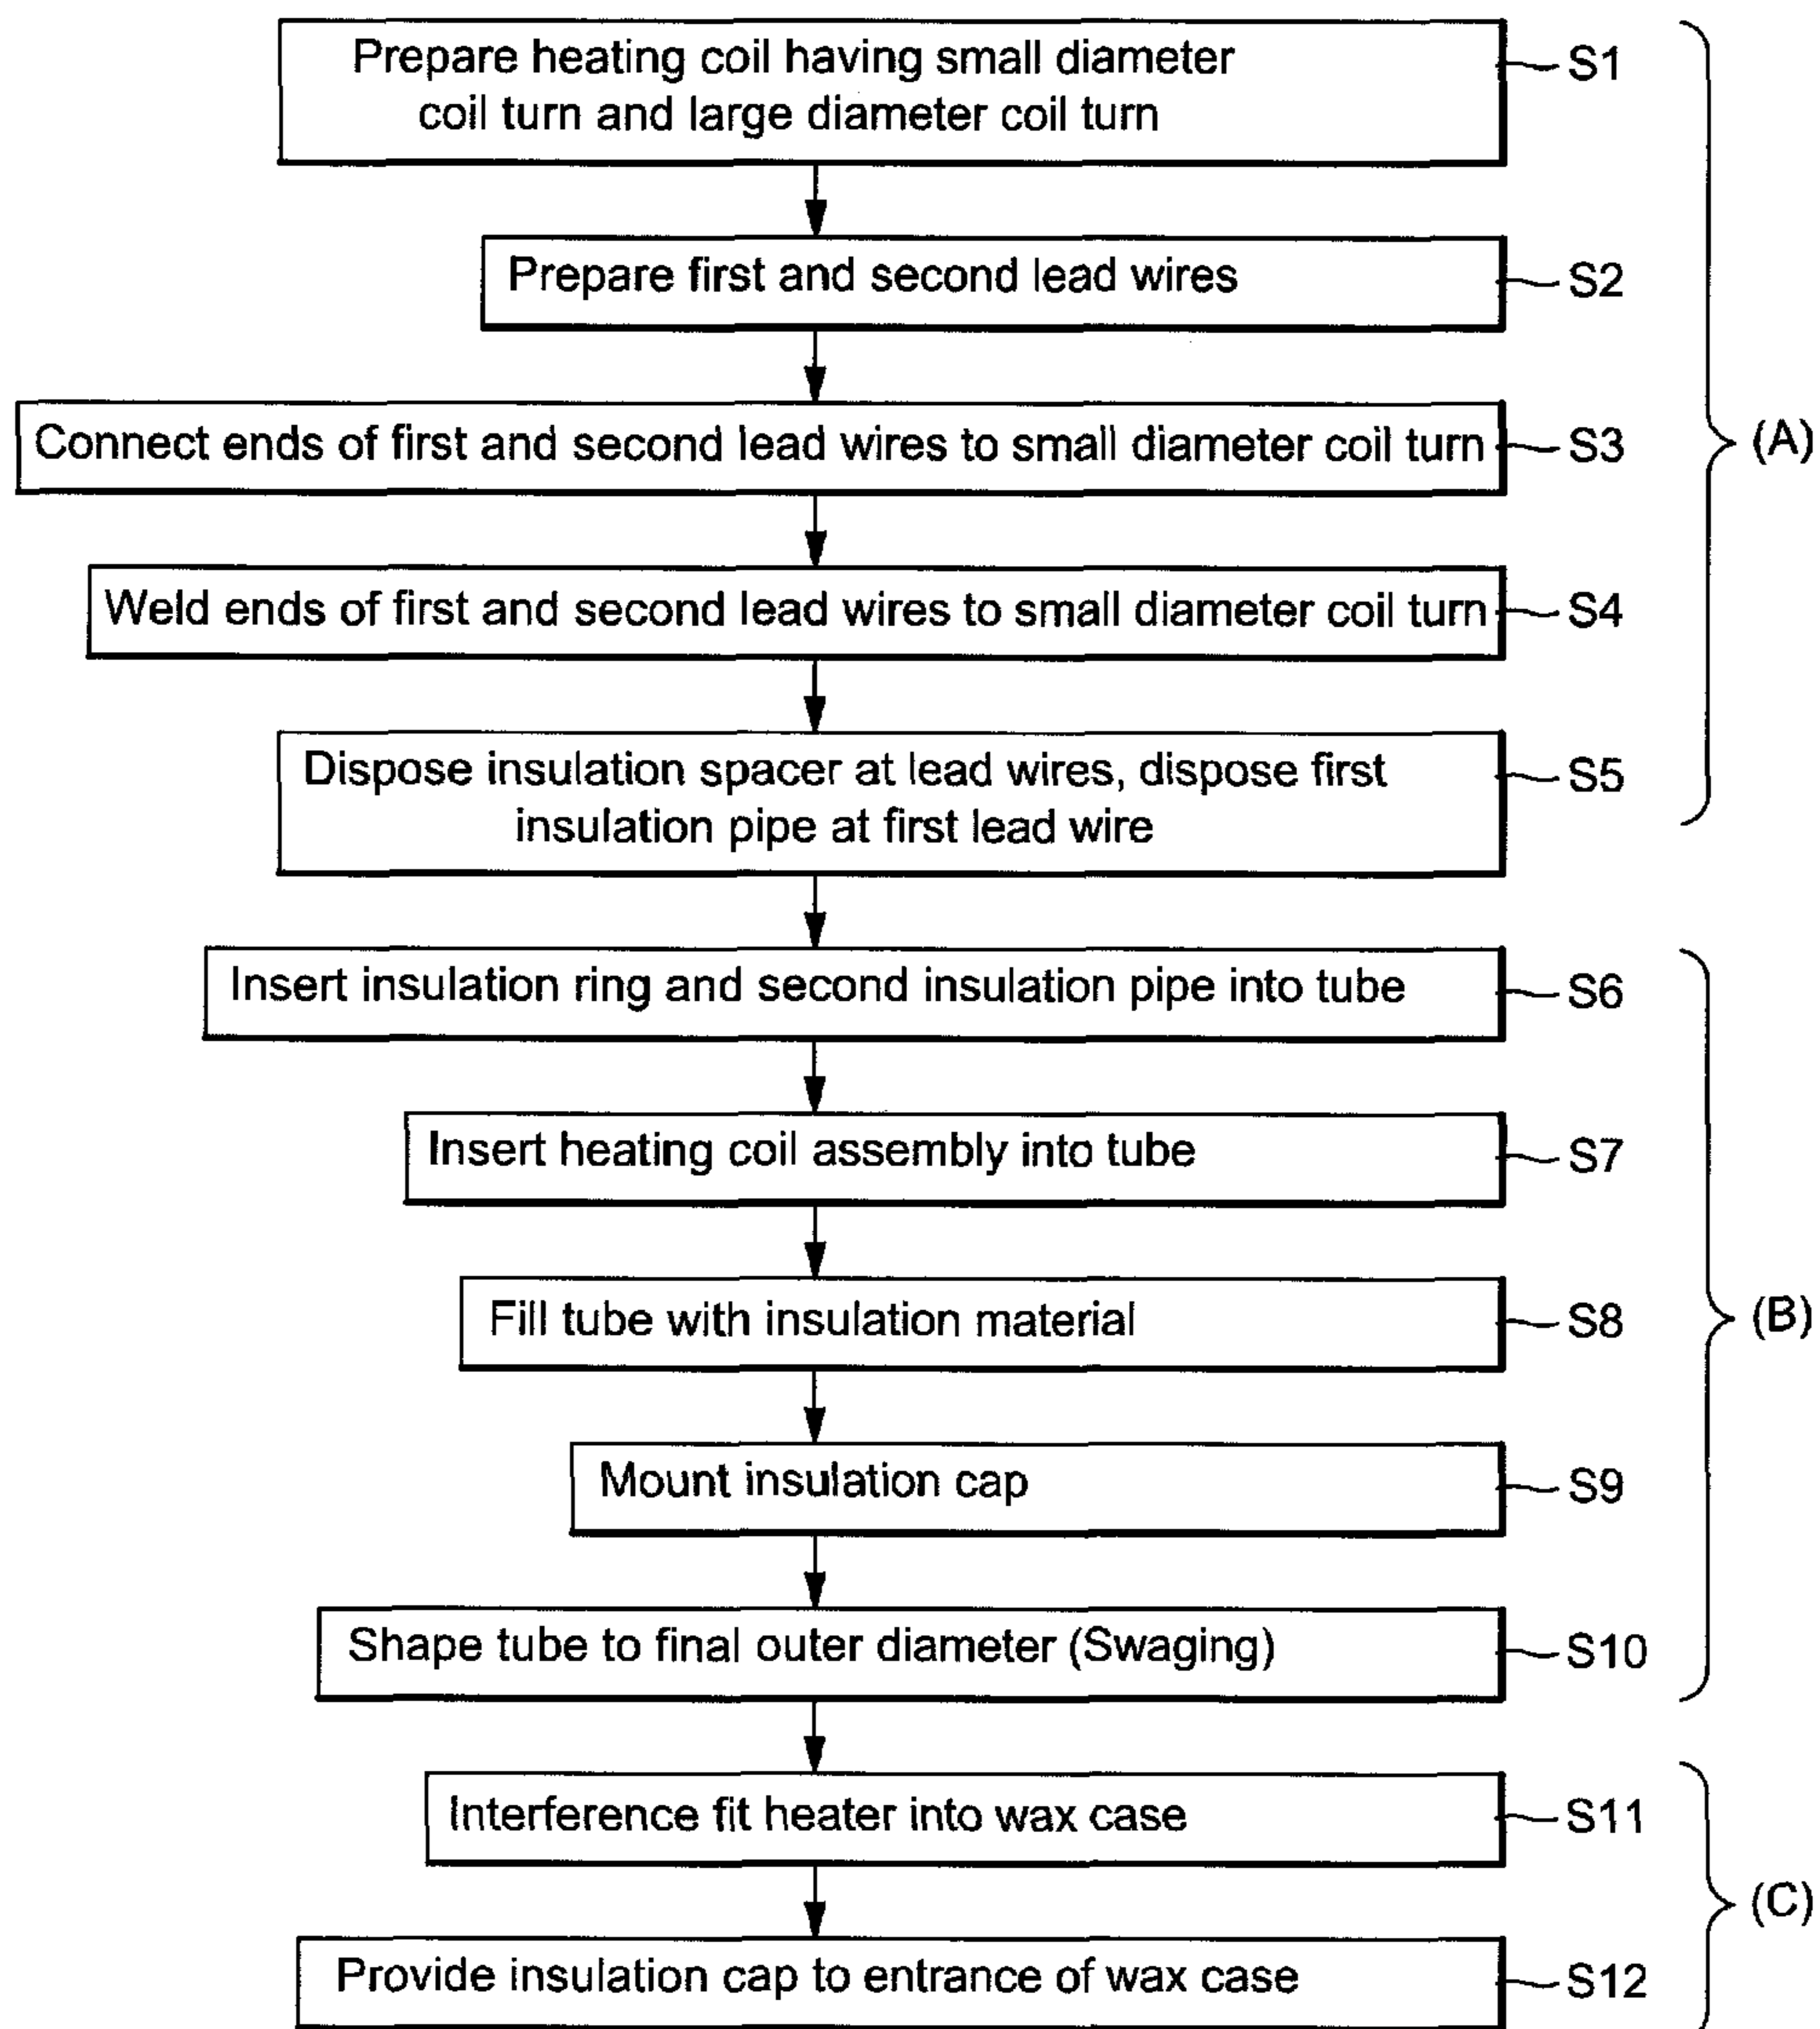 Prepare heating coil having small diameter
coil turn and large diameter coil turn
S1
Prepare first and second lead wires
S2
Connect ends of first and second lead wires to small diameter coil turn
S3
(A)
Weld ends of first and second lead wires to small diameter coil turn
S4
Dispose insulation spacer at lead wires, dispose first
insulation pipe at first lead wire
S5
Insert insulation ring and second insulation pipe into tube
S6
Insert heating coil assembly into tube
S7
Fill tube with insulation material
S8
(B)
Mount insulation cap
S9
Shape tube to final outer diameter (Swaging)
S10
Interference fit heater into wax case
S11
(C)
Provide insulation cap to entrance of wax case
S12